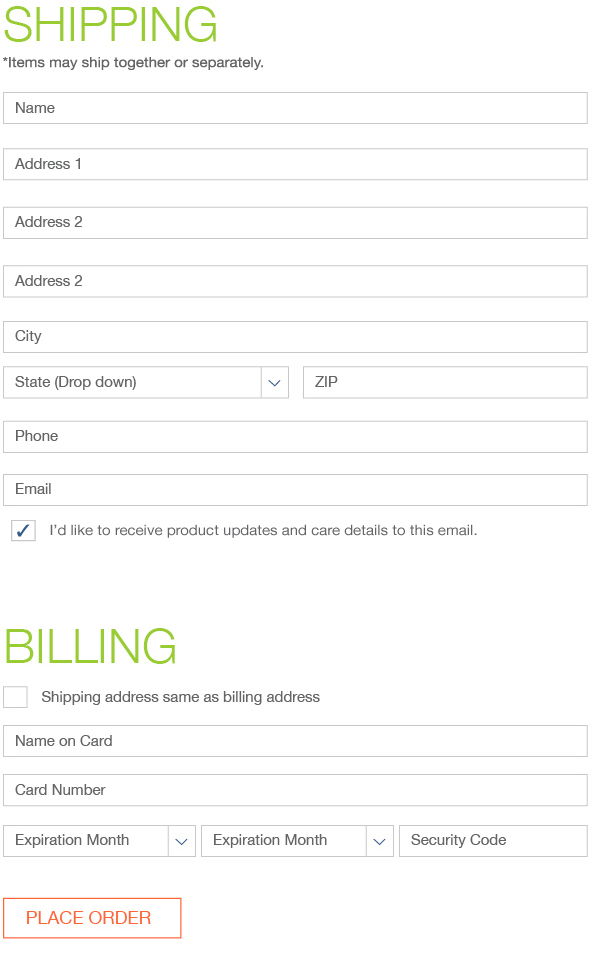 SHIPPING
*Items may ship together or separately.
Name
Address 1
Address 2
Address 2
City
State (Drop down) ZIP
Phone
Email
I’d like to receive product updates and care details to this email.
BILLING
Shipping address same as billing address
Name on Card
Card Number
Expiration Month Expiration Month Security Code
PLACE ORDER